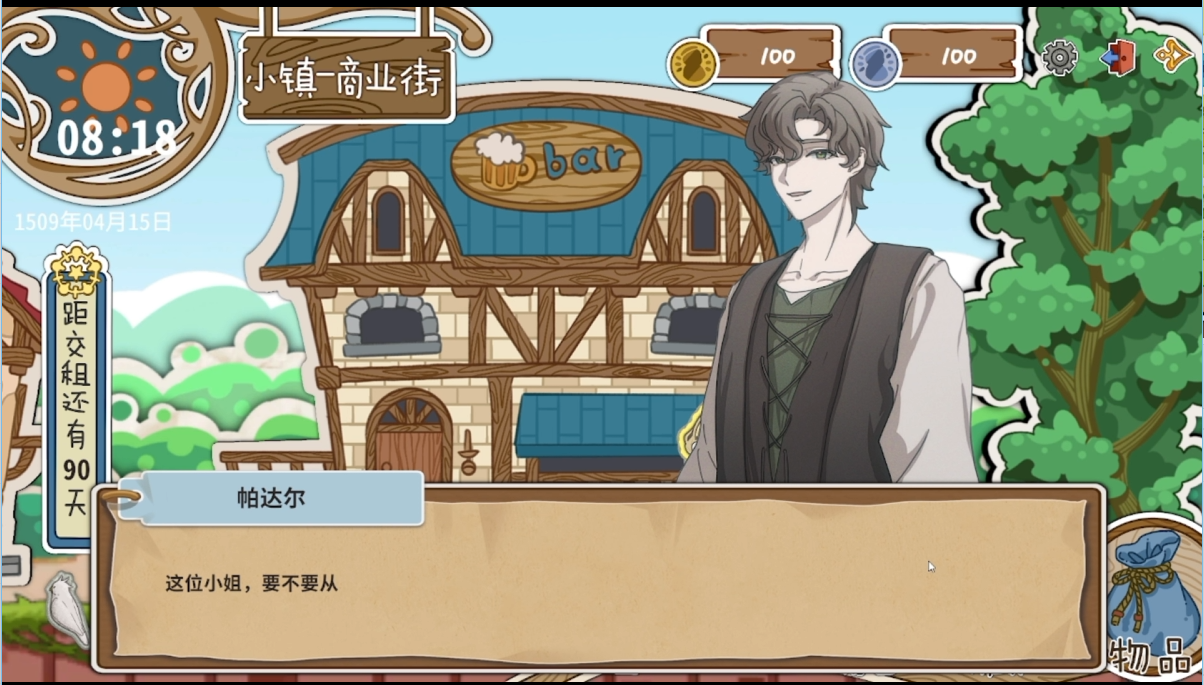 小镇-商业街
/00
/00
08:18
bar
1509年04月15日
距交租还有90天
帕达尔
这位小姐，要不要从
物品